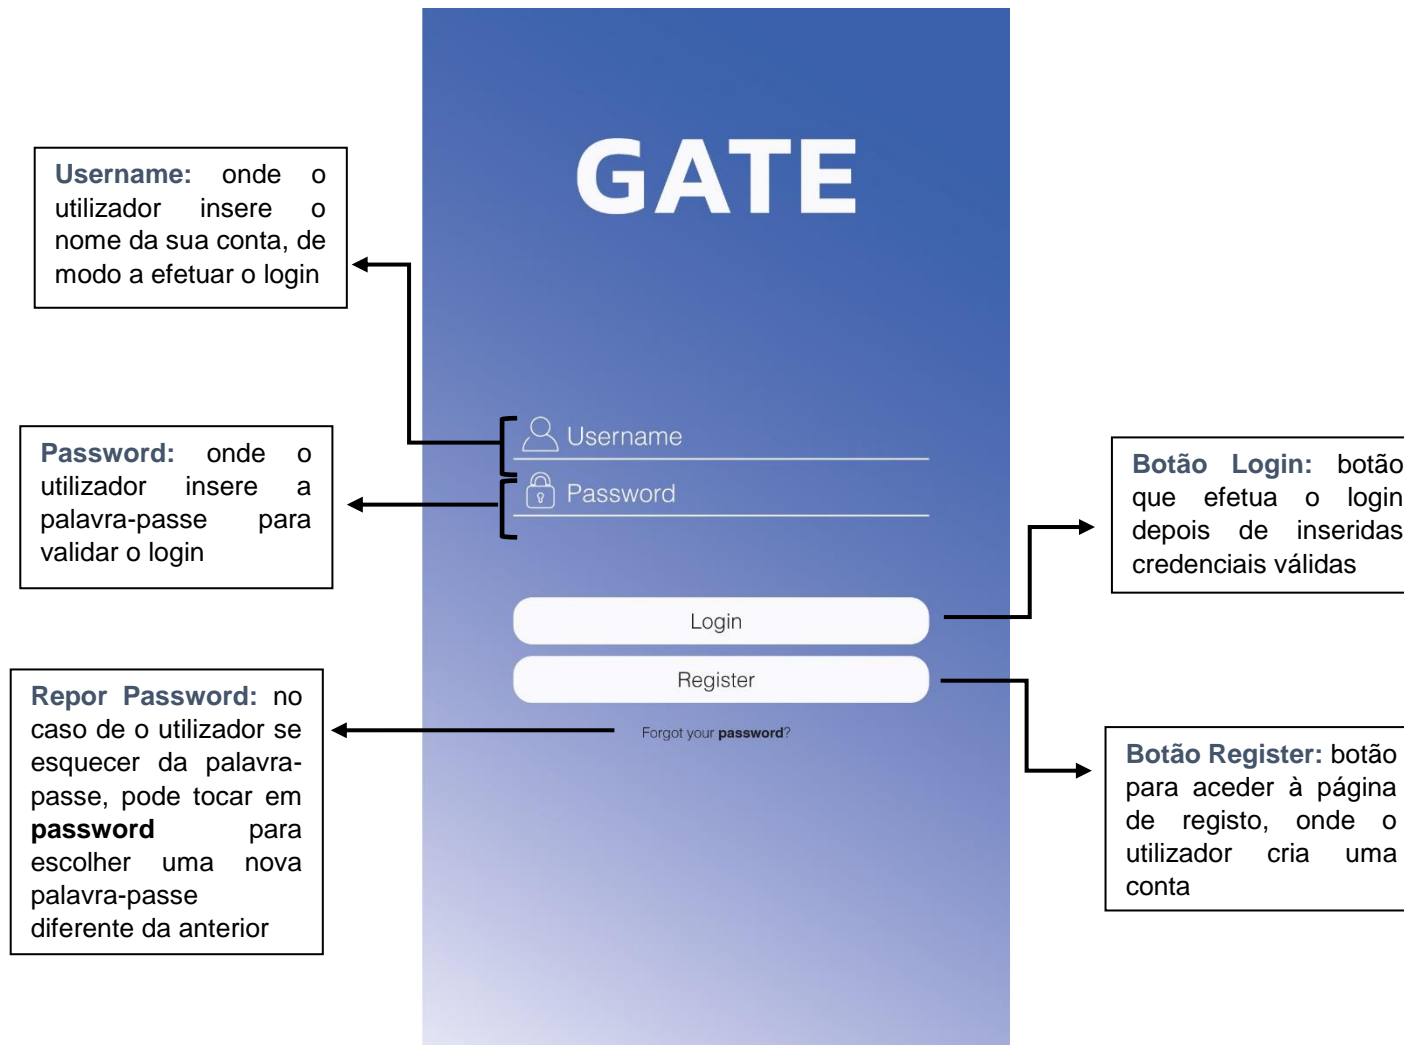 GATE
Username: onde o
utilizador insere o
nome da sua conta, de
modo a efetuar o login
Password: onde o
utilizador insere a
palavra-passe para
validar o login
Repor Password: no
caso de o utilizador se
esquecer da palavra-
passe, pode tocar em
password para
escolher uma nova
palavra-passe
diferente da anterior
Username
Password
Login
Register
Forgot your password?
Botão Login: botão
que efetua o login
depois de inseridas
credenciais válidas
Botão Register: botão
para aceder à página
de registo, onde o
utilizador cria uma
conta